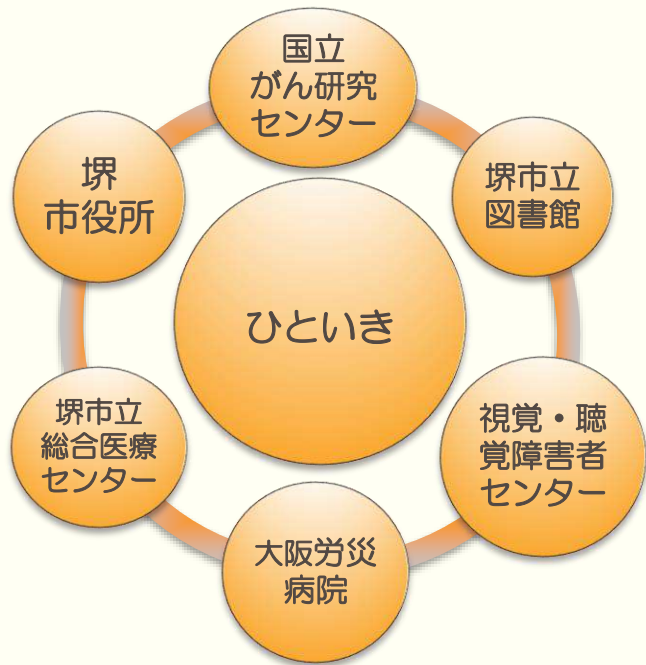 国立
がん研究
センター
堺市立
図書館
視覚・聴
覚障害者
センター
大阪労災
病院
堺市立
総合医療
センター
堺
市役所
ひといき